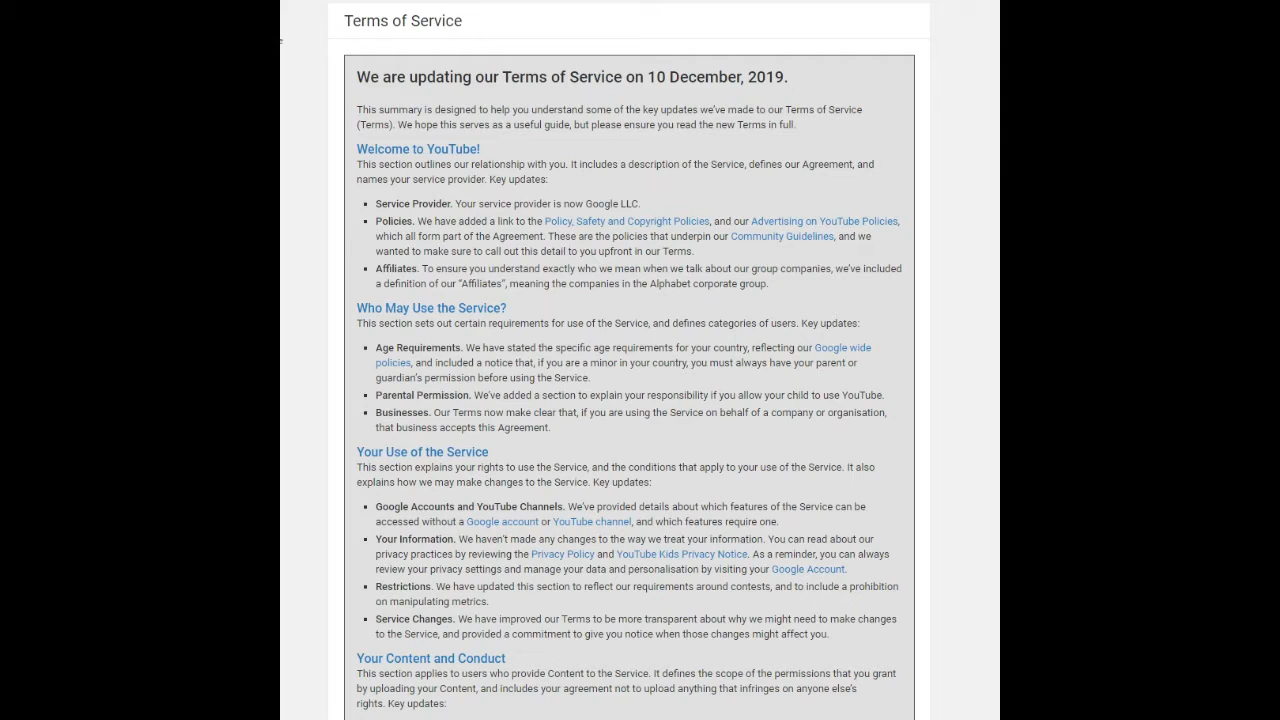 Terms of Service
We are updating our Terms of Service on 10 December, 2019.
This summary is designed to help you understand some of the key updates we've made to our Terms of Service
(Terms). We hope this serves as a useful guide, but please ensure you read the new Terms in full.
Welcome to YouTube!
This section outlines our relationship with you. It includes a description of the Service, defines our Agreement, and
names your service provider. Key updates:
▪ Service Provider. Your service provider is now Google LLC.
▪ Policies. We have added a link to the Policy, Safety and Copyright Policies, and our Advertising on YouTube Policies,
which all form part of the Agreement. These are the policies that underpin our Community Guidelines, and we
wanted to make sure to call out this detail to you upfront in our Terms.
▪ Affiliates. To ensure you understand exactly who we mean when we talk about our group companies, we've included
a definition of our “Affiliates”, meaning the companies in the Alphabet corporate group.
Who May Use the Service?
This section sets out certain requirements for use of the Service, and defines categories of users. Key updates:
▪ Age Requirements. We have stated the specific age requirements for your country, reflecting our Google wide
policies, and included a notice that, if you are a minor in your country, you must always have your parent or
guardian's permission before using the Service.
▪ Parental Permission. We've added a section to explain your responsibility if you allow your child to use YouTube.
▪ Businesses. Our Terms now make clear that, if you are using the Service on behalf of a company or organisation,
that business accepts this Agreement.
Your Use of the Service
This section explains your rights to use the Service, and the conditions that apply to your use of the Service. It also
explains how we may make changes to the Service. Key updates:
▪ Google Accounts and YouTube Channels. We've provided details about which features of the Service can be
accessed without a Google account or YouTube channel, and which features require one.
▪ Your Information. We haven't made any changes to the way we treat your information. You can read about our
privacy practices by reviewing the Privacy Policy and YouTube Kids Privacy Notice. As a reminder, you can always
review your privacy settings and manage your data and personalisation by visiting your Google Account.
▪ Restrictions. We have updated this section to reflect our requirements around contests, and to include a prohibition
on manipulating metrics.
▪ Service Changes. We have improved our Terms to be more transparent about why we might need to make changes
to the Service, and provided a commitment to give you notice when those changes might affect you.
Your Content and Conduct
This section applies to users who provide Content to the Service. It defines the scope of the permissions that you grant
by uploading your Content, and includes your agreement not to upload anything that infringes on anyone else's
rights. Key updates: